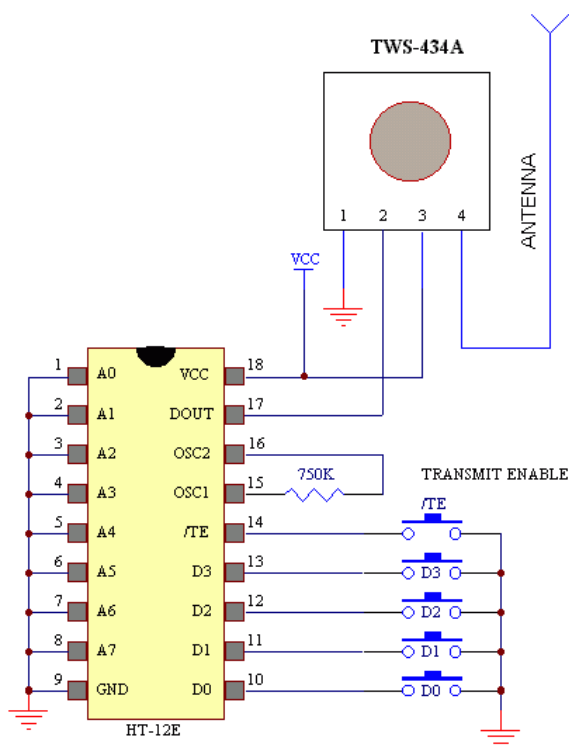 TWS-434A
ANTENNA
1 2 3 4
VCC
1 A0 VCC 18
2 A1 DOUT 17
3 A2 OSC2 16
4 A3 OSC1 15
750K
TRANSMIT ENABLE
/TE
5 A4 /TE 14
6 A5 D3 13 D3
7 A6 D2 12 D2
8 A7 D1 11 D1
9 GND D0 10 D0
HT-12E